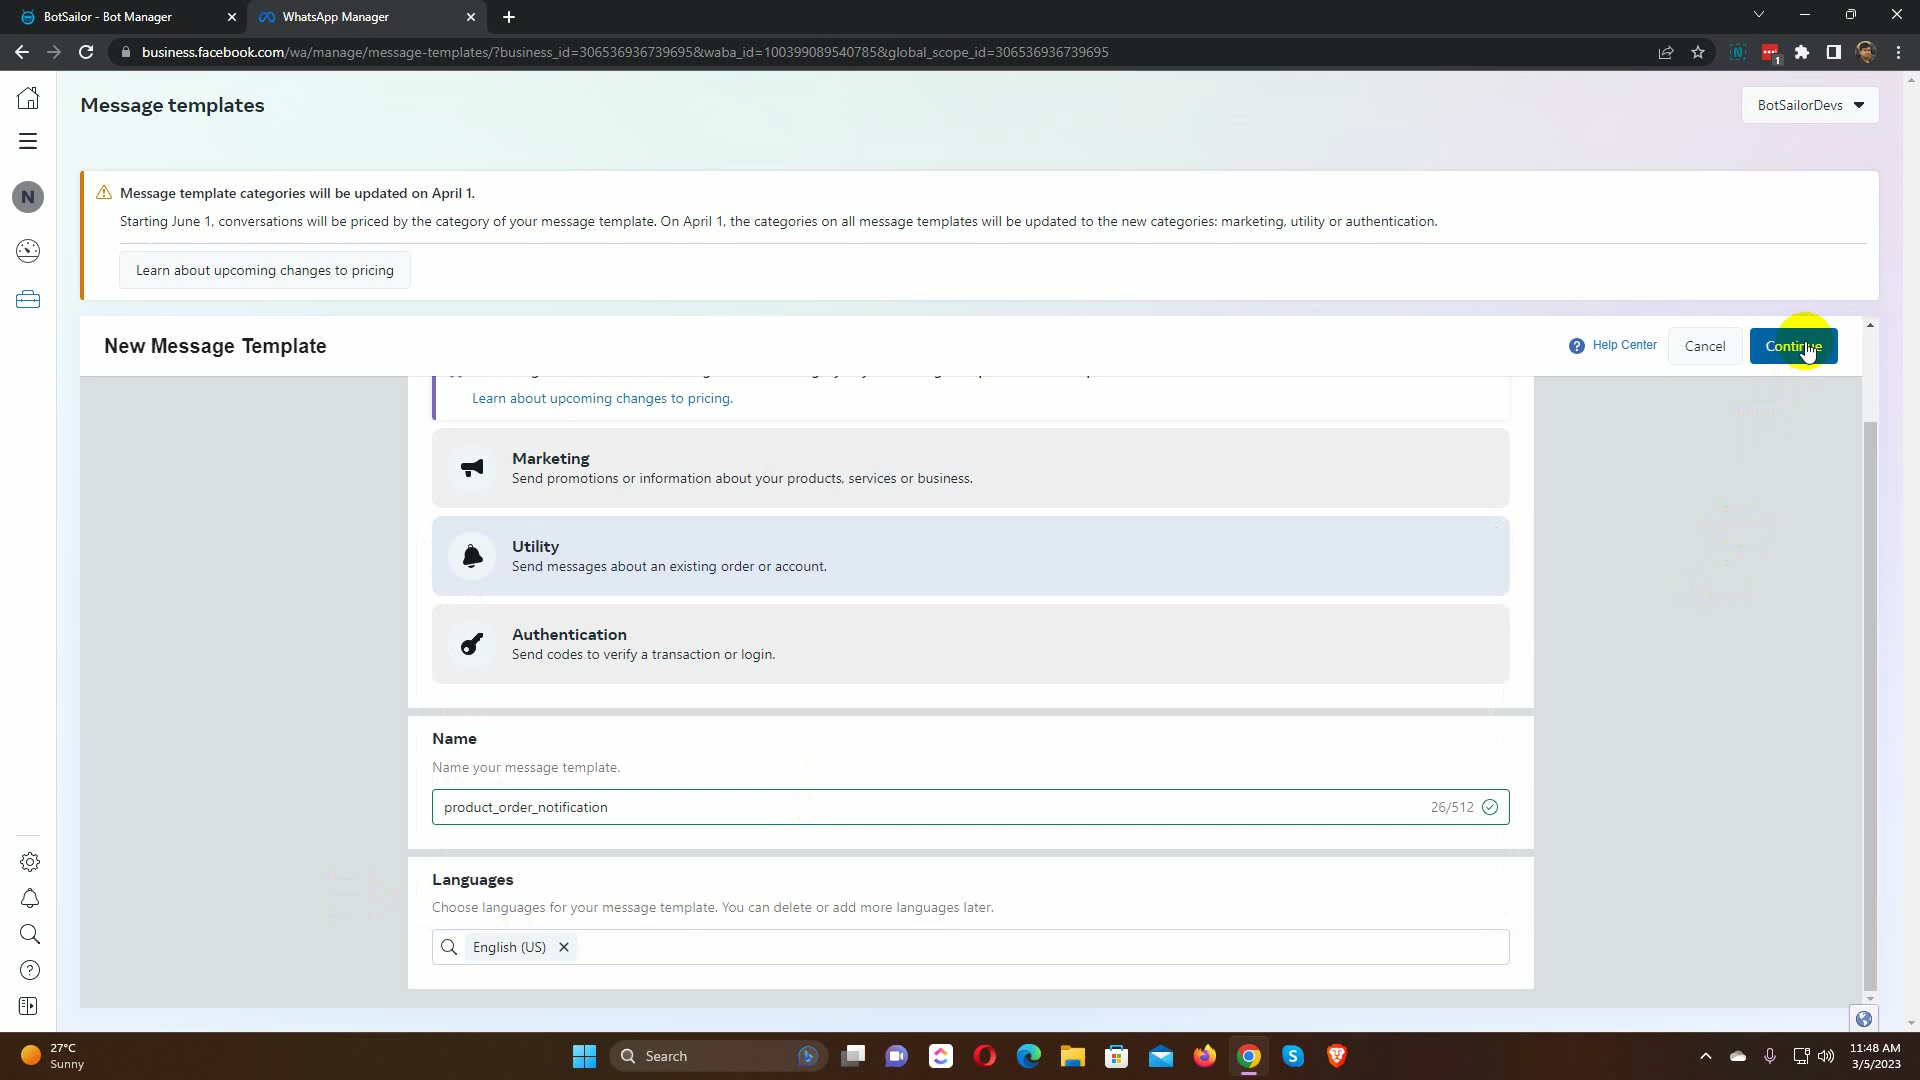 BotSailor - Bot Manager
WhatsApp Manager
business.facebook.com/wa/manage/message-templates/?business_id=306536936739695&waba_id=100399089540785&global_scope_id=306536936739695
1
Message templates
BotSailorDevs
N
Message template categories will be updated on April 1.
Starting June 1, conversations will be priced by the category of your message template. On April 1, the categories on all message templates will be updated to the new categories: marketing, utility or authentication.
Learn about upcoming changes to pricing
New Message Template
Help Center
Cancel
Continue
Learn about upcoming changes to pricing.
Marketing
Send promotions or information about your products, services or business.
Utility
Send messages about an existing order or account.
Authentication
Send codes to verify a transaction or login.
Name
Name your message template.
product_order_notification
26/512
Languages
Choose languages for your message template. You can delete or add more languages later.
English (US)
27°C
Sunny
Search
11:48 AM
3/5/2023